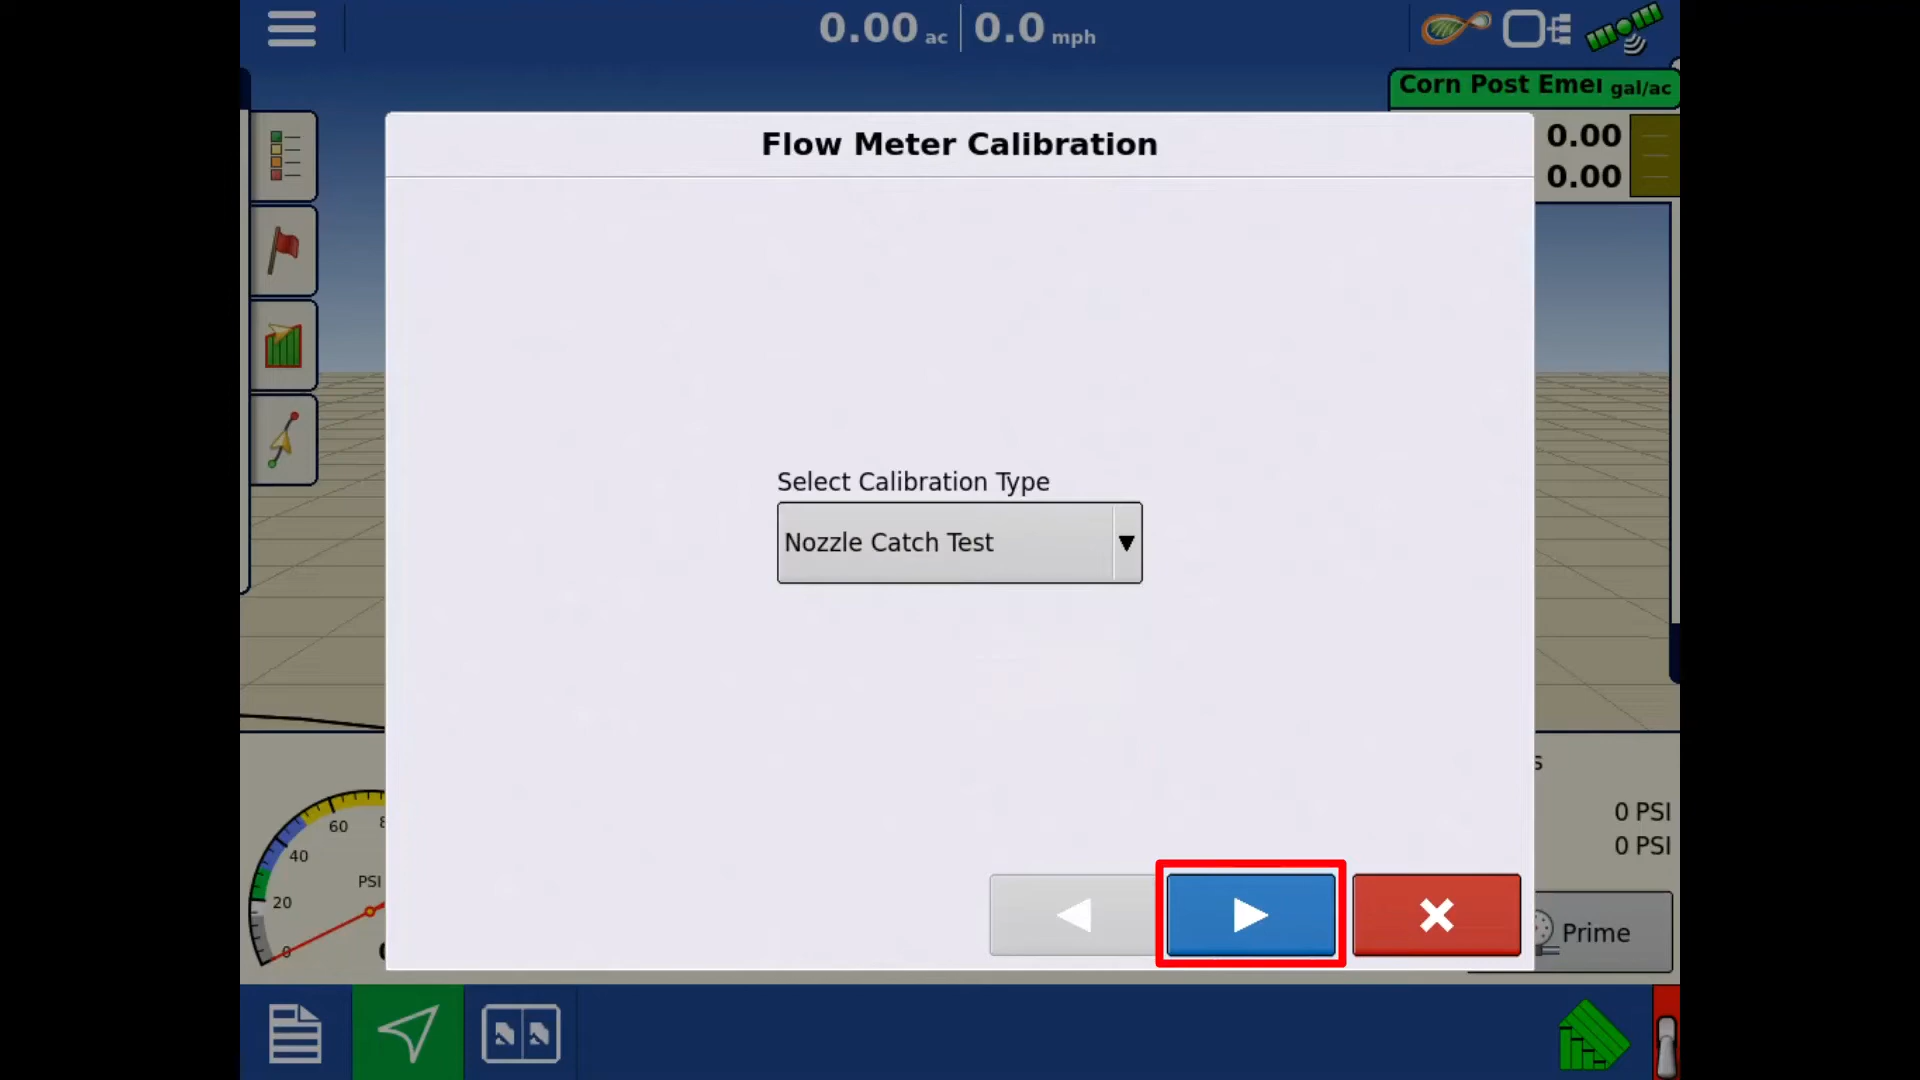 0.00 ac 0.0 mph
Corn Post Emer gal/ac
0.00
0.00
Flow Meter Calibration
Select Calibration Type
Nozzle Catch Test
0 PSI
0 PSI
60
40
PSI
20
0
Prime